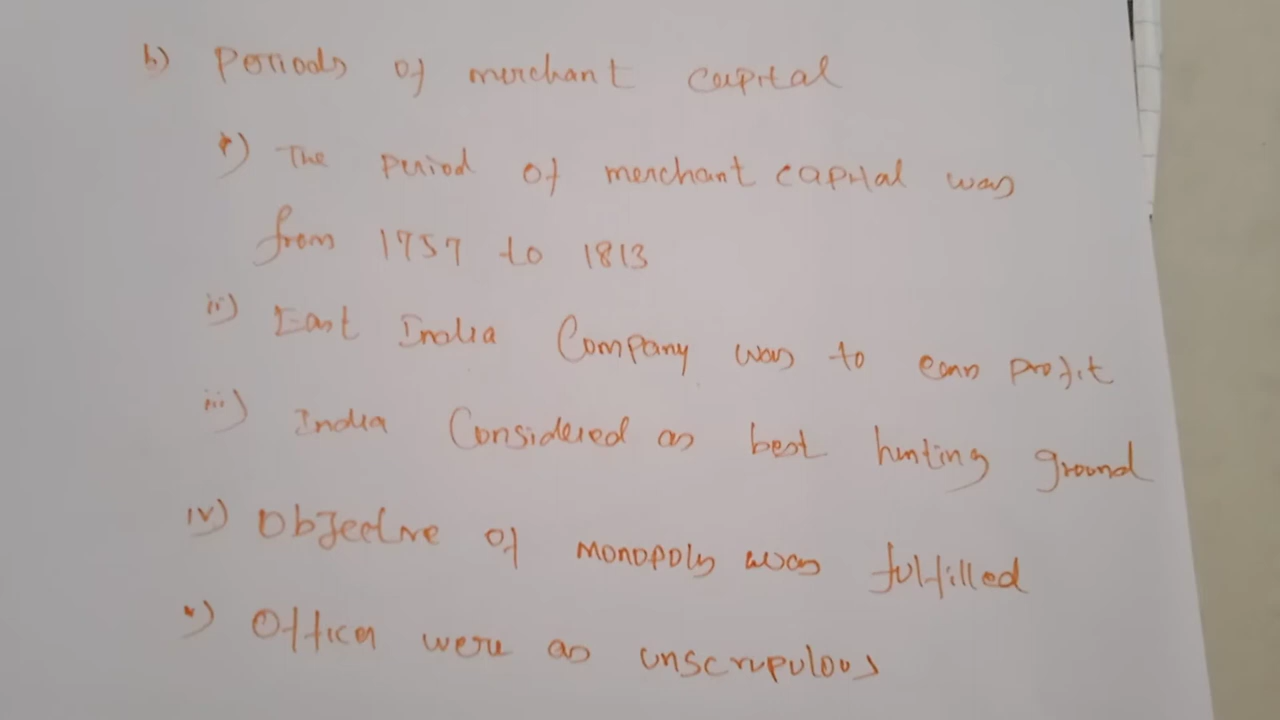 b) Periods of merchant capital
i) The period of merchant capital was
from 1757 to 1813
ii) East India Company was to earn profit
iii) India Considered as best hunting ground
iv) Objective of monopoly was fulfilled
v) Officer were as unscrupulous